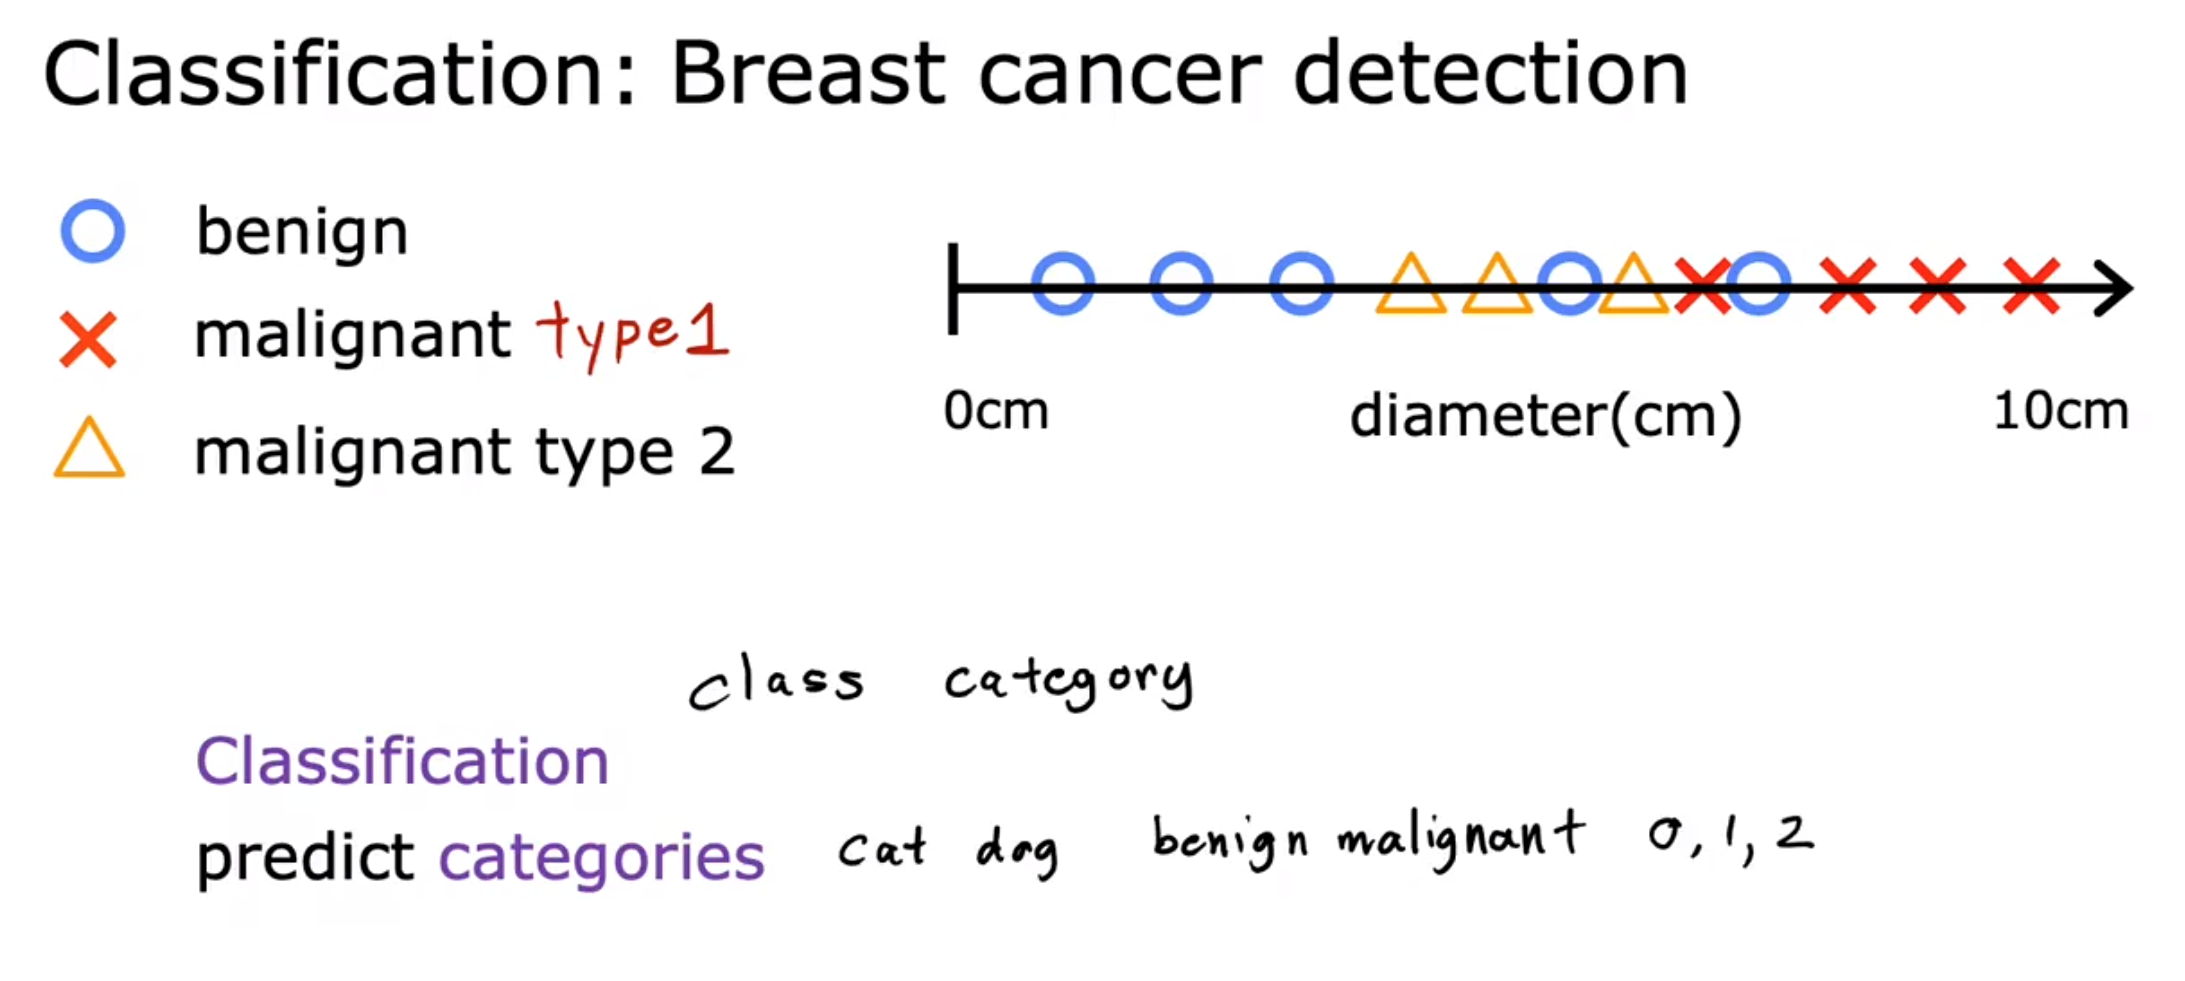 Classification: Breast cancer detection
benign
malignant type1
malignant type 2
0cm diameter(cm) 10cm
class category
Classification
predict categories cat dog benign malignant 0, 1, 2